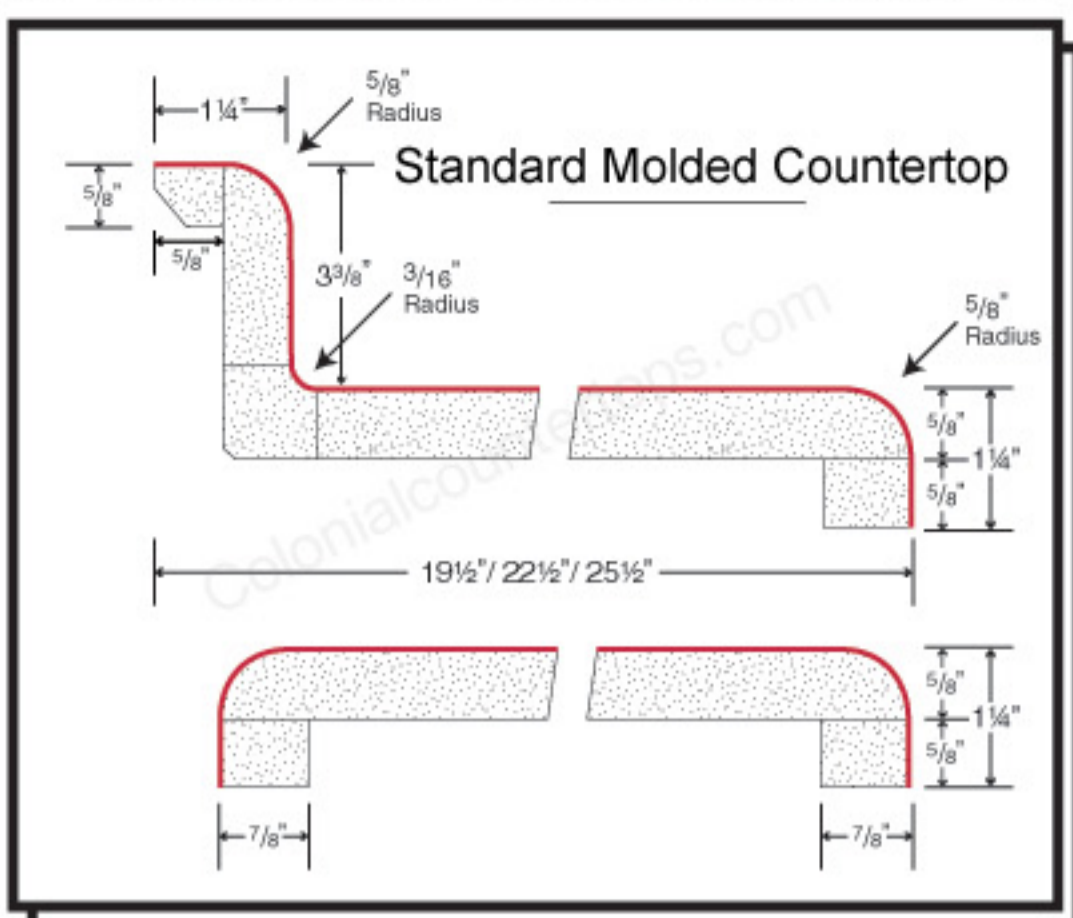 1¼"
5/8"
Radius
Standard Molded Countertop
5/8"
5/8"
3³/8"
3/16"
Radius
5/8"
Radius
5/8"
1¼"
5/8"
Colonialcountertops.com
19½"/ 22½"/ 25½"
5/8"
1¼"
5/8"
7/8"
7/8"